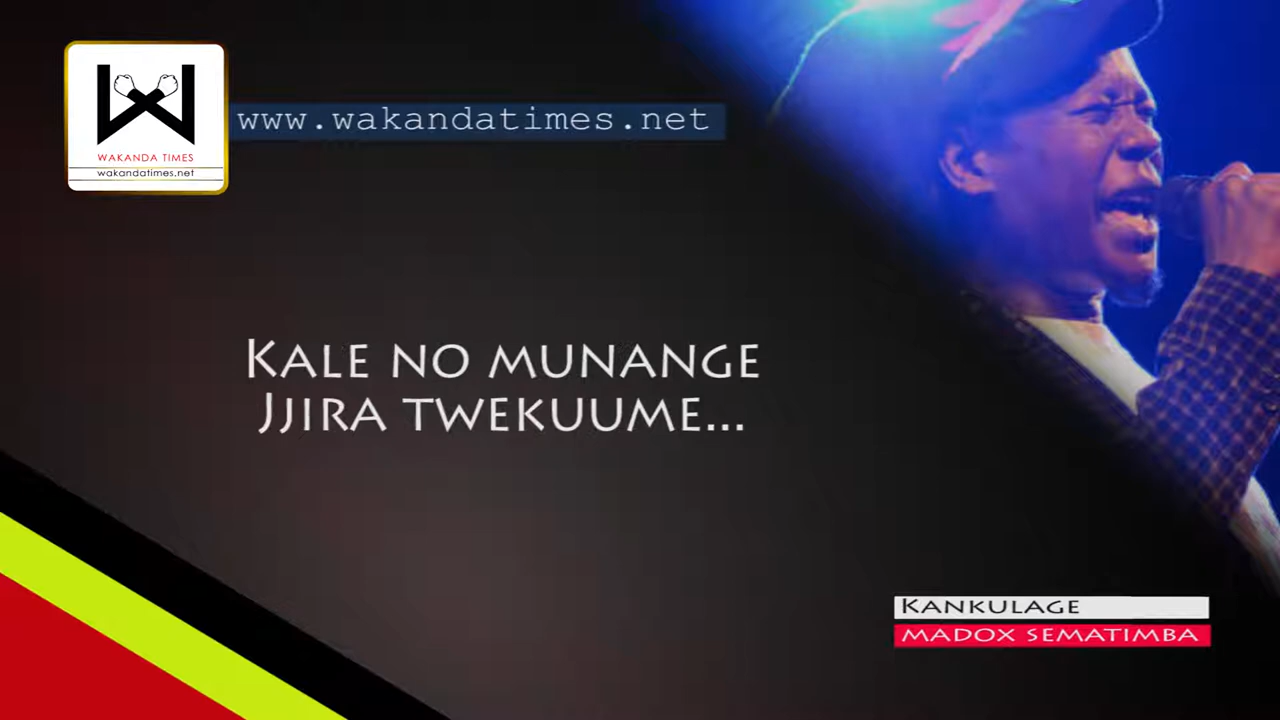 WAKANDA TIMES
wakandatimes.net
www.wakandatimes.net
KALE NO MUNANGE
JJIRA TWEKUUME...
KANKULAGE
MADOX SEMATIMBA